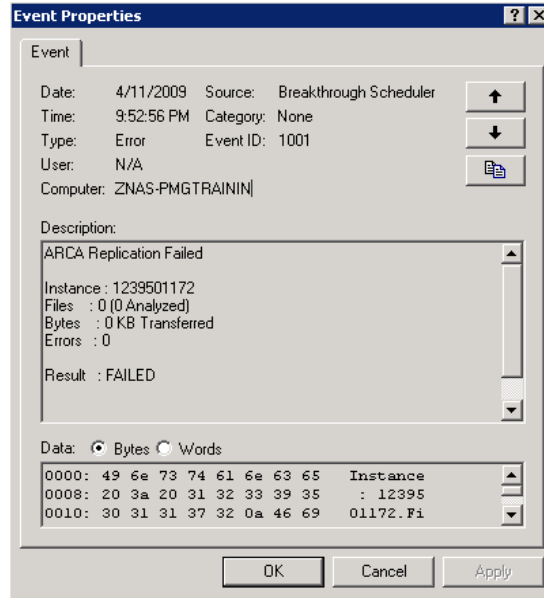 Event Properties
Event
Date: 4/11/2009 Source: Breakthrough Scheduler
Time: 9:52:56 PM Category: None
Type: Error Event ID: 1001
User: N/A
Computer: ZNAS-PMGTRAININ
Description:
ARCA Replication Failed
Instance : 1239501172
Files : 0 (0 Analyzed)
Bytes : 0 KB Transferred
Errors : 0
Result : FAILED
Data: Bytes Words
0000: 49 6e 73 74 61 6e 63 65 Instance
0008: 20 3a 20 31 32 33 39 35 : 12395
0010: 30 31 31 37 32 0a 46 69 01172.Fi
OK Cancel Apply